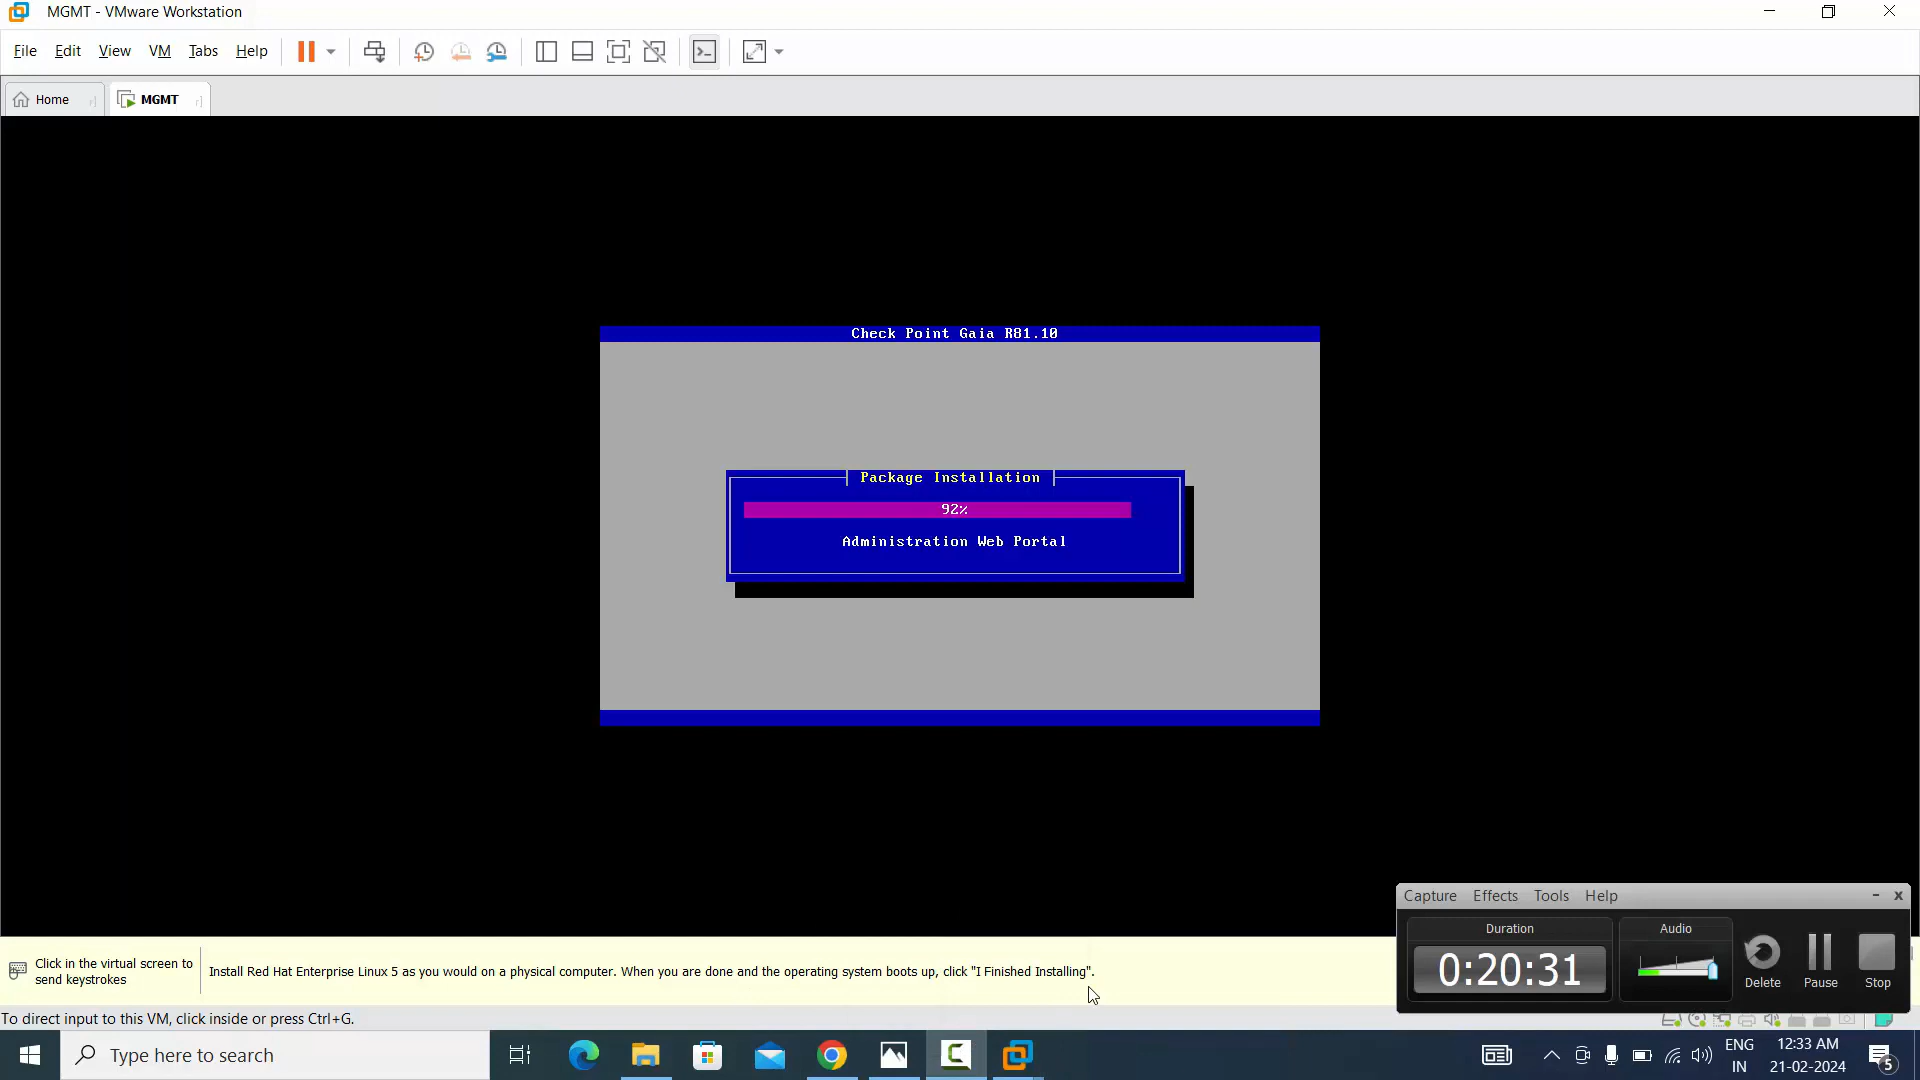 MGMT - VMware Workstation
File Edit View VM Tabs Help
Home MGMT
Check Point Gaia R81.10
Package Installation
92%
Administration Web Portal
Capture Effects Tools Help
Duration Audio
0:20:31
Delete Pause Stop
Click in the virtual screen to
send keystrokes
Install Red Hat Enterprise Linux 5 as you would on a physical computer. When you are done and the operating system boots up, click "I Finished Installing".
To direct input to this VM, click inside or press Ctrl+G.
Type here to search
ENG
IN
12:33 AM
21-02-2024
5